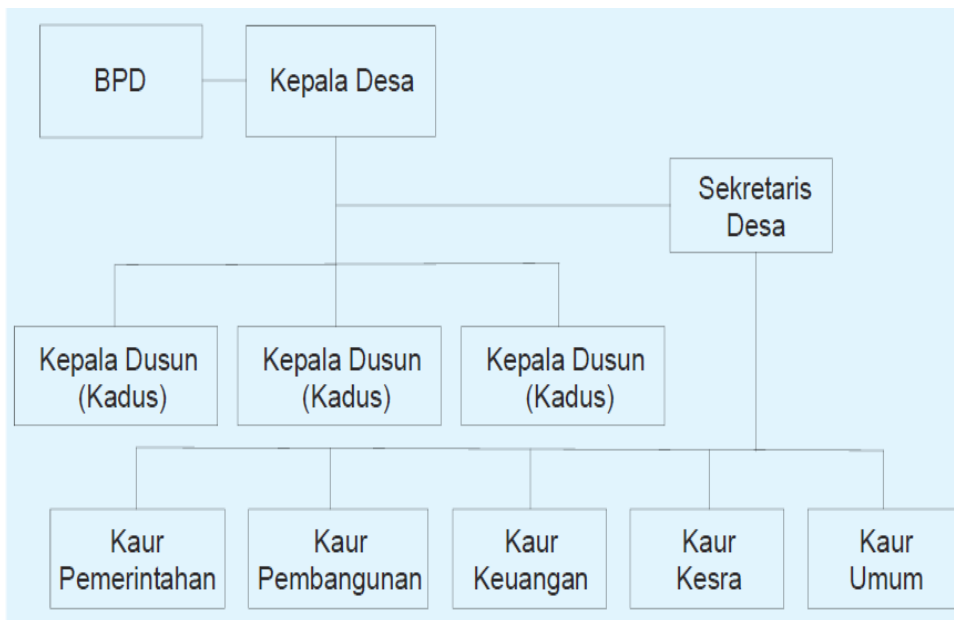 BPD
Kepala Desa
Sekretaris
Desa
Kepala Dusun
(Kadus)
Kepala Dusun
(Kadus)
Kepala Dusun
(Kadus)
Kaur
Pemerintahan
Kaur
Pembangunan
Kaur
Keuangan
Kaur
Kesra
Kaur
Umum